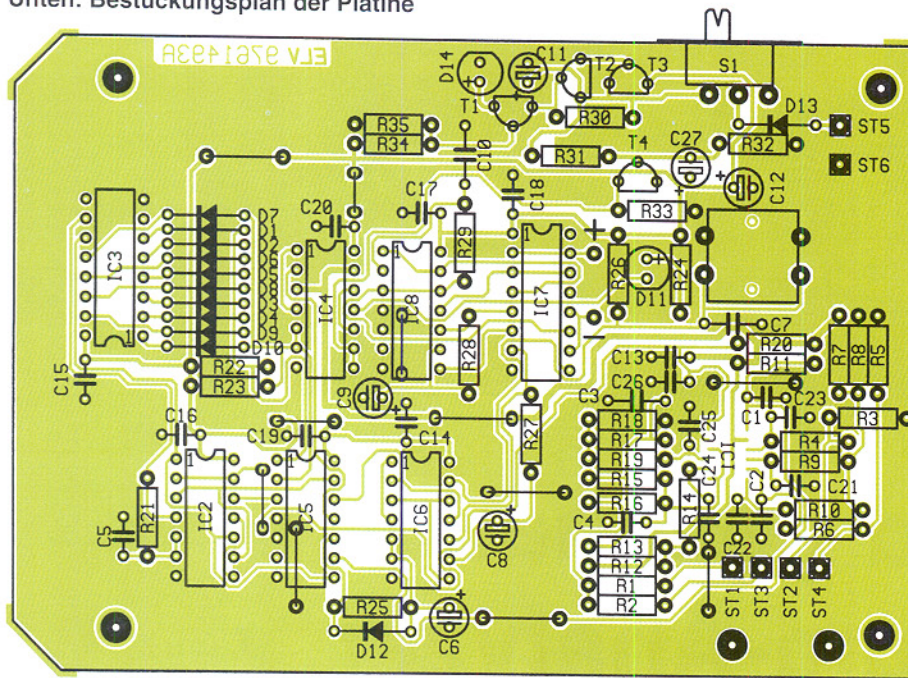 Unten: Bestückungsplan der Platine
ELV 9761493A
D14
C11
T2
T3
S1
T1
D13
ST5
R35
R34
R30
R32
ST6
C10
R31
T4
C27
C12
C17
C18
C20
R33
R29
IC3
D7
D1
D2
D6
D5
D8
D3
D4
D9
D10
IC4
IC8
IC7
+
R26
D11
R24
-
C15
1
R22
R23
R28
C7
R20
R11
R7
R8
R5
C13
C26
C9
C3
C23
C1
R3
C16
C19
C14
R27
R18
R17
R19
R15
R16
C25
IC1
R4
R9
C24
C2
C21
R21
C5
IC2
IC5
IC6
C8
C4
R14
R10
R6
R13
R12
R1
R2
C22
ST1
ST3
ST2
ST4
R25
D12
C6